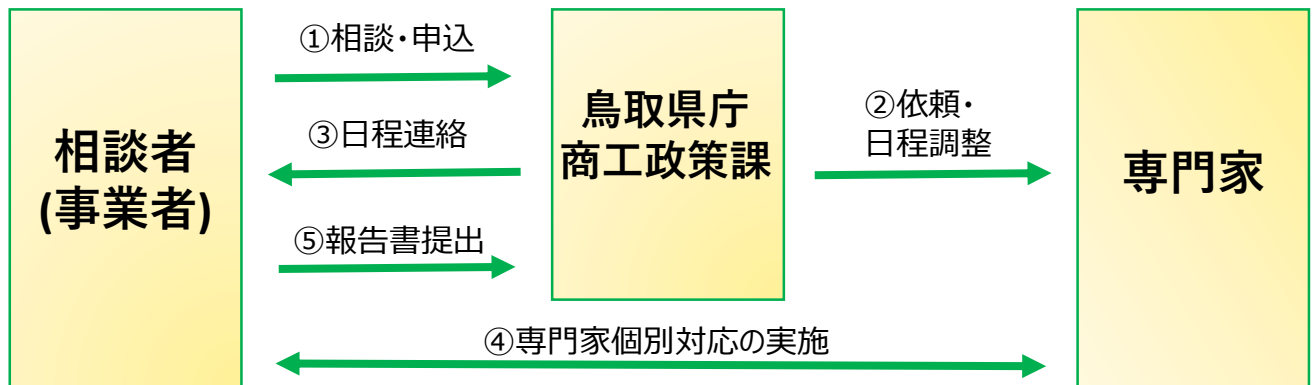 相談者
(事業者)
①相談・申込
③日程連絡
⑤報告書提出
鳥取県庁
商工政策課
②依頼・
日程調整
専門家
④専門家個別対応の実施